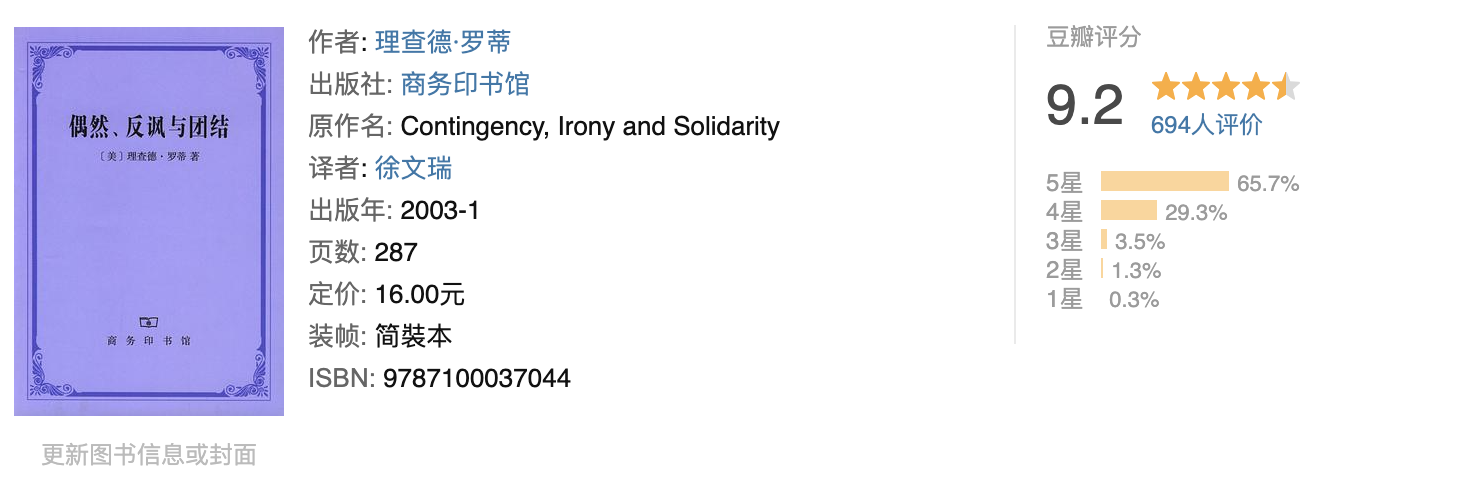 偶然、反讽与团结
〔美〕理查德·罗蒂 著
商务印书馆
更新图书信息或封面
作者: 理查德·罗蒂
出版社: 商务印书馆
原作名: Contingency, Irony and Solidarity
译者: 徐文瑞
出版年: 2003-1
页数: 287
定价: 16.00元
装帧: 简裝本
ISBN: 9787100037044
豆瓣评分
9.2
694人评价
5星 65.7%
4星 29.3%
3星 3.5%
2星 1.3%
1星 0.3%